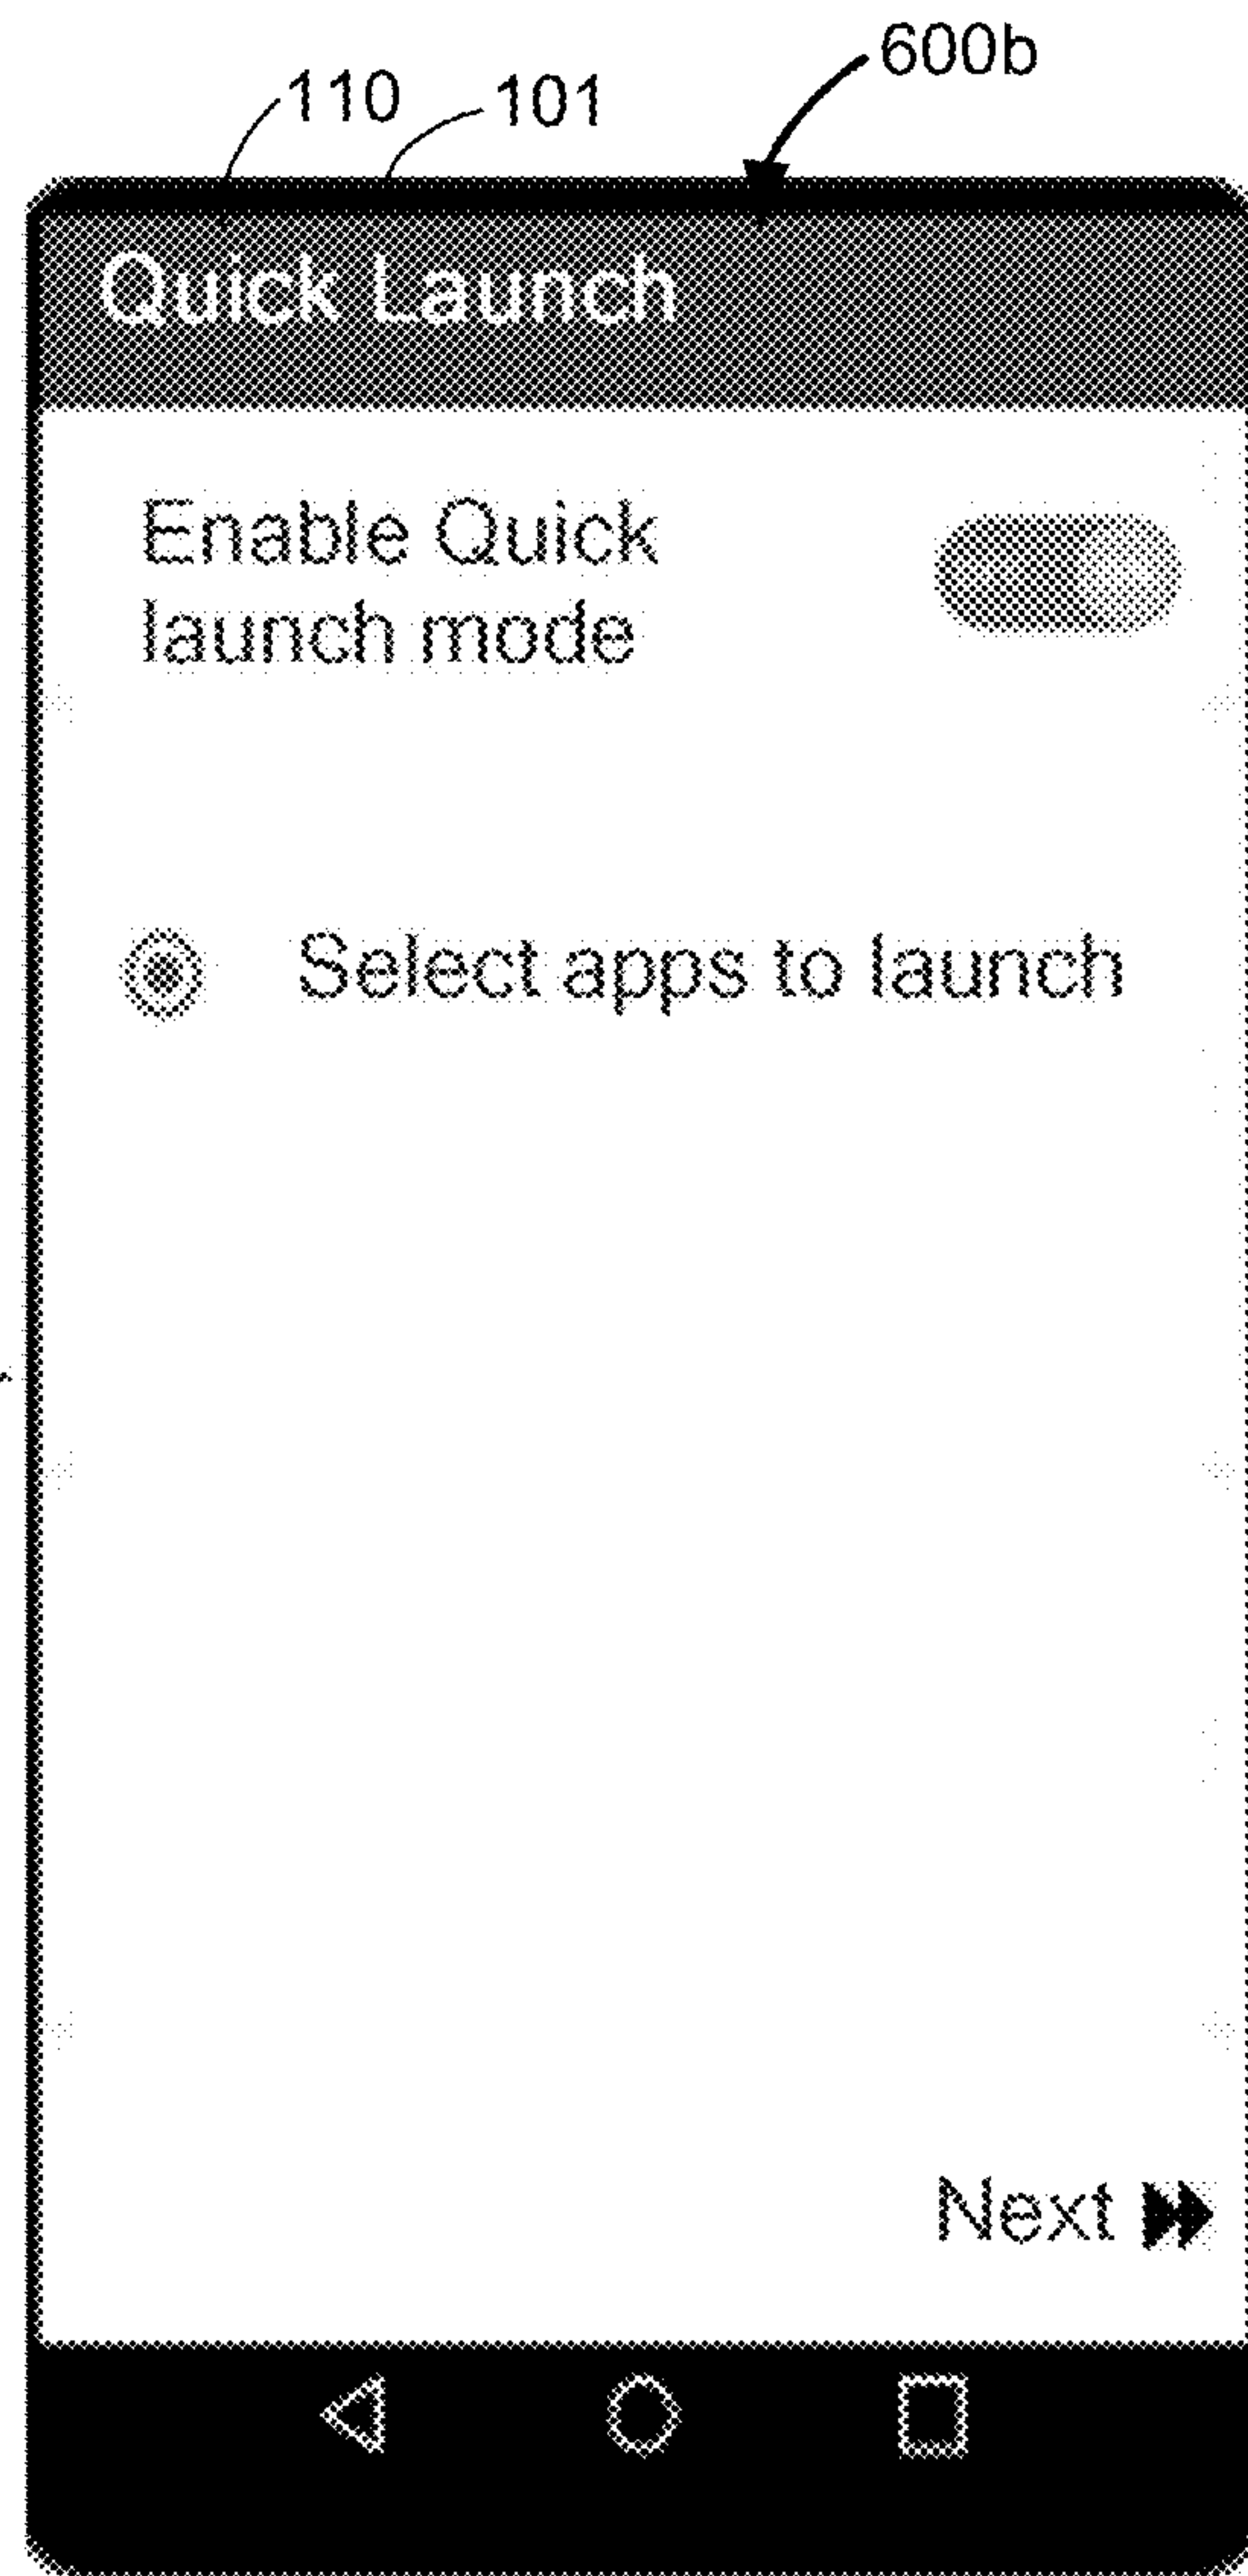 600b
110
101
Quick Launch
Enable Quick
launch mode
Select apps to launch
Next